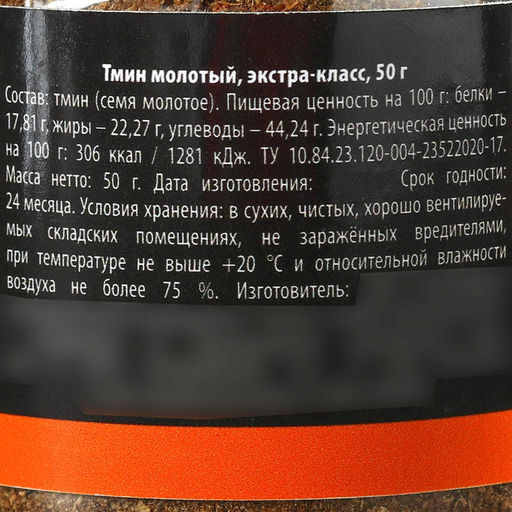 Тмин молотый, экстра-класс, 50 г
Состав: тмин (семя молотое). Пищевая ценность на 100 г: белки –
17,81 г, жиры – 22,27 г, углеводы – 44,24 г. Энергетическая ценность
на 100 г: 306 ккал / 1281 кДж. ТУ 10.84.23.120-004-23522020-17.
Масса нетто: 50 г. Дата изготовления: Срок годности:
24 месяца. Условия хранения: в сухих, чистых, хорошо вентилируе-
мых складских помещениях, не заражённых вредителями,
при температуре не выше +20 °С и относительной влажности
воздуха не более 75 %. Изготовитель: